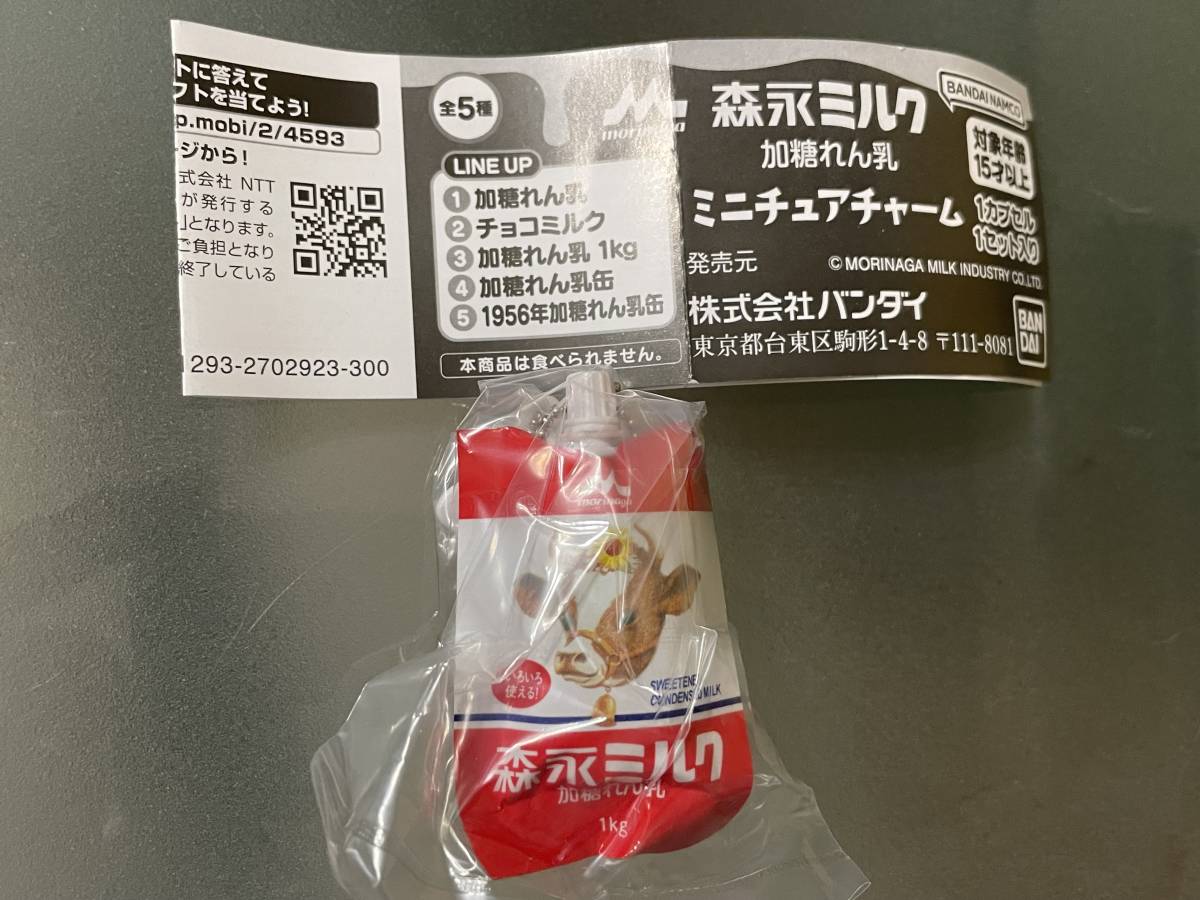 トに答えて
フトを当てよう!
p.mobi/2/4593
ージから!
式会社 NTT
が発行する
となります。
ご負担となり
終了している
293-2702923-300
全5種
LINE UP
①加糖れん乳
②チョコミルク
③加糖れん乳 1kg
④加糖れん乳缶
⑤1956年加糖れん乳缶
本商品は食べられません。
morinaga
森永ミルク
加糖れん乳
ミニチュアチャーム
BANDAI NAMCO
対象年齢
15才以上
1カプセル
1セット入り
発売元
©MORINAGA MILK INDUSTRY CO.,LTD.
株式会社バンダイ
東京都台東区駒形1-4-8 〒111-8081
BAN
DAI
morinaga
いろいろ
使える!
SWEETENED
CONDENSED MILK
森永ミルク
加糖れん乳
1kg